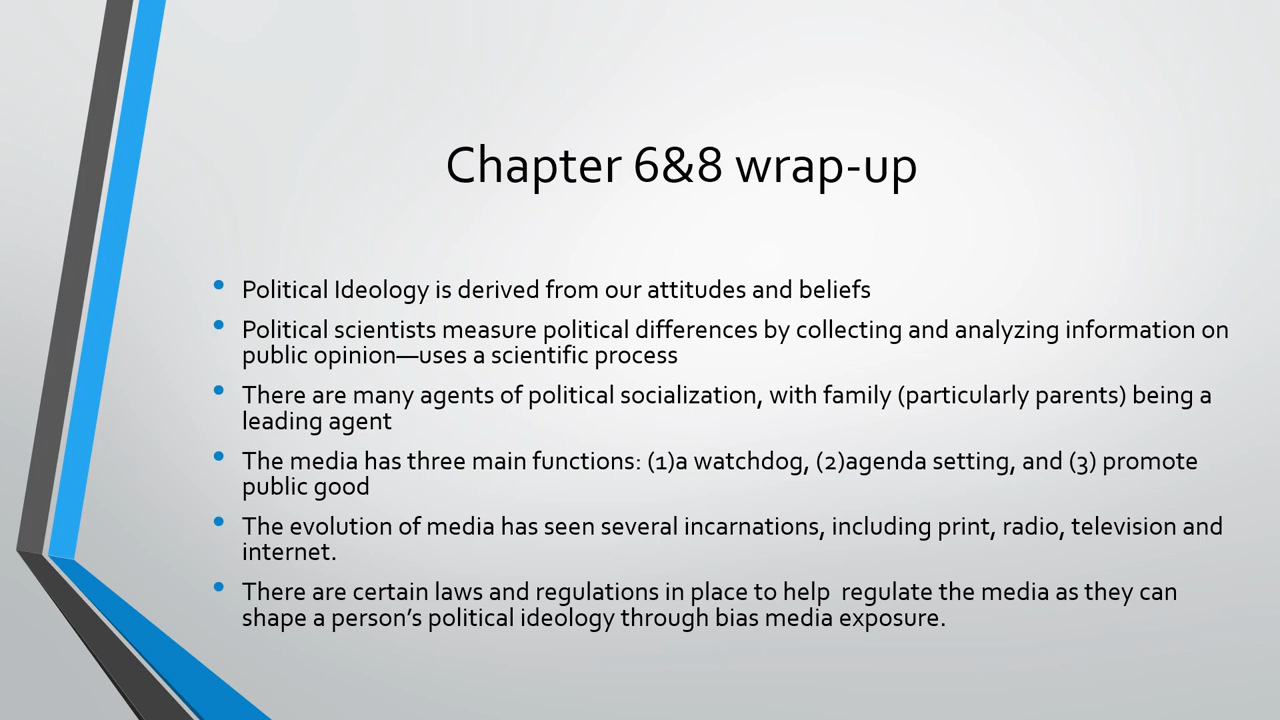 Chapter 6&8 wrap-up
• Political Ideology is derived from our attitudes and beliefs
• Political scientists measure political differences by collecting and analyzing information on
public opinion—uses a scientific process
• There are many agents of political socialization, with family (particularly parents) being a
leading agent
• The media has three main functions: (1)a watchdog, (2)agenda setting, and (3) promote
public good
• The evolution of media has seen several incarnations, including print, radio, television and
internet.
• There are certain laws and regulations in place to help  regulate the media as they can
shape a person’s political ideology through bias media exposure.